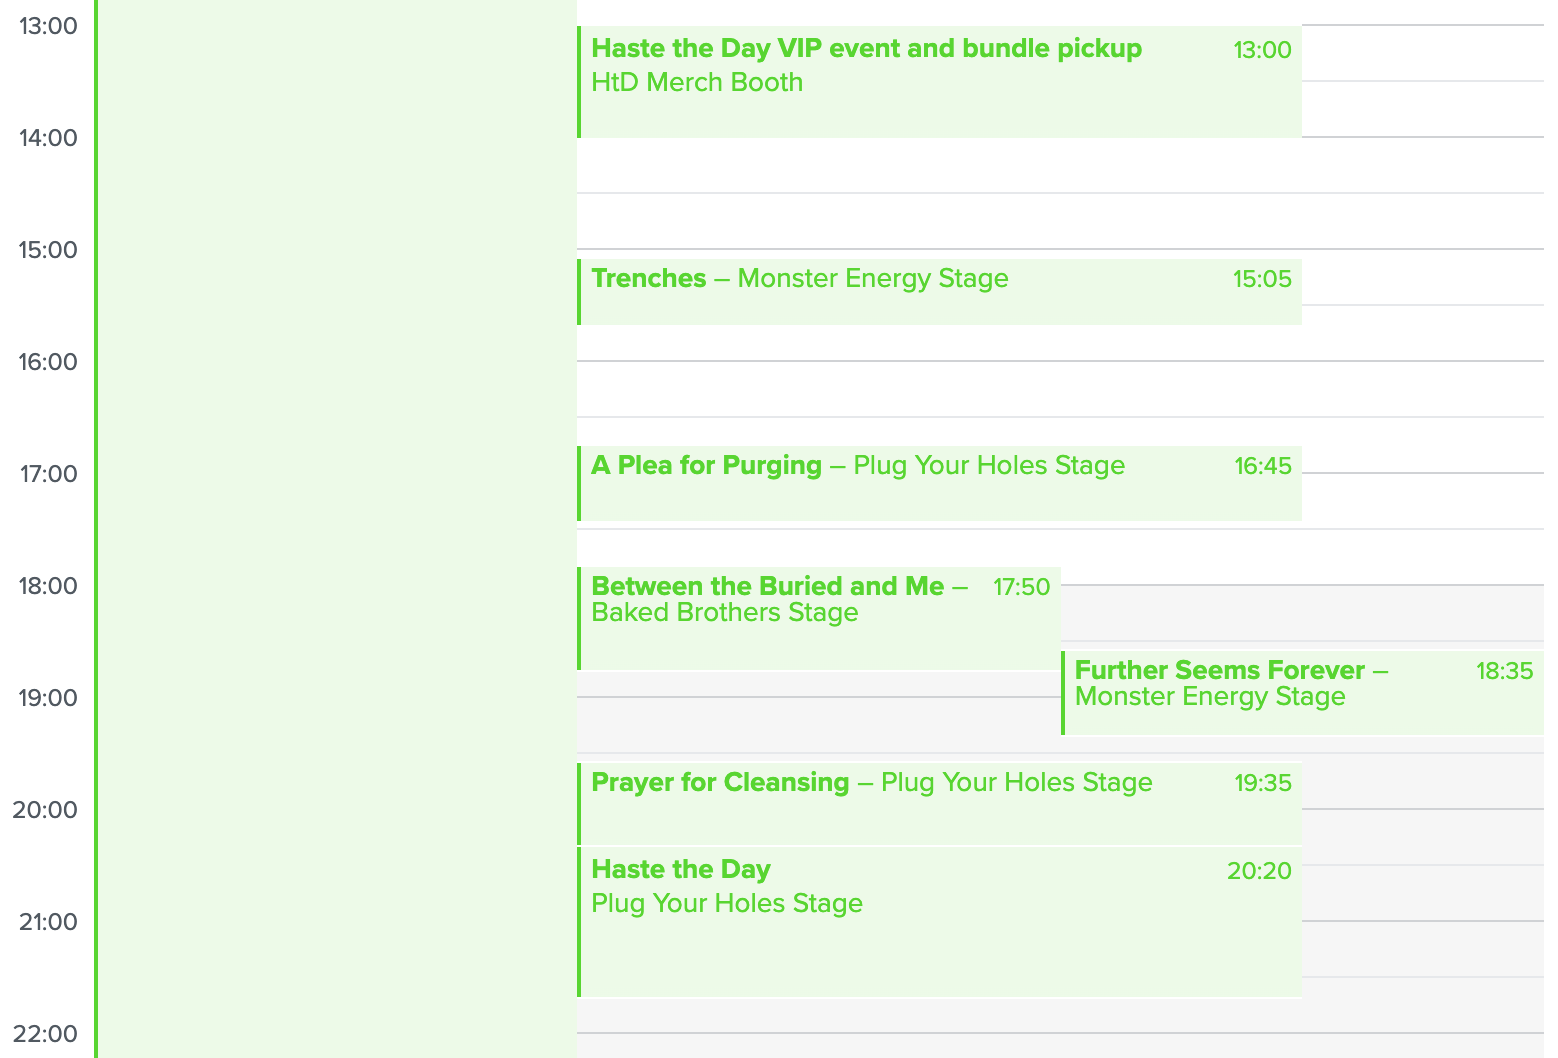 13:00
Haste the Day VIP event and bundle pickup 13:00
HtD Merch Booth
14:00
15:00
Trenches – Monster Energy Stage 15:05
16:00
A Plea for Purging – Plug Your Holes Stage 16:45
17:00
18:00
Between the Buried and Me – 17:50
Baked Brothers Stage
Further Seems Forever – 18:35
Monster Energy Stage
19:00
Prayer for Cleansing – Plug Your Holes Stage 19:35
20:00
Haste the Day 20:20
Plug Your Holes Stage
21:00
22:00